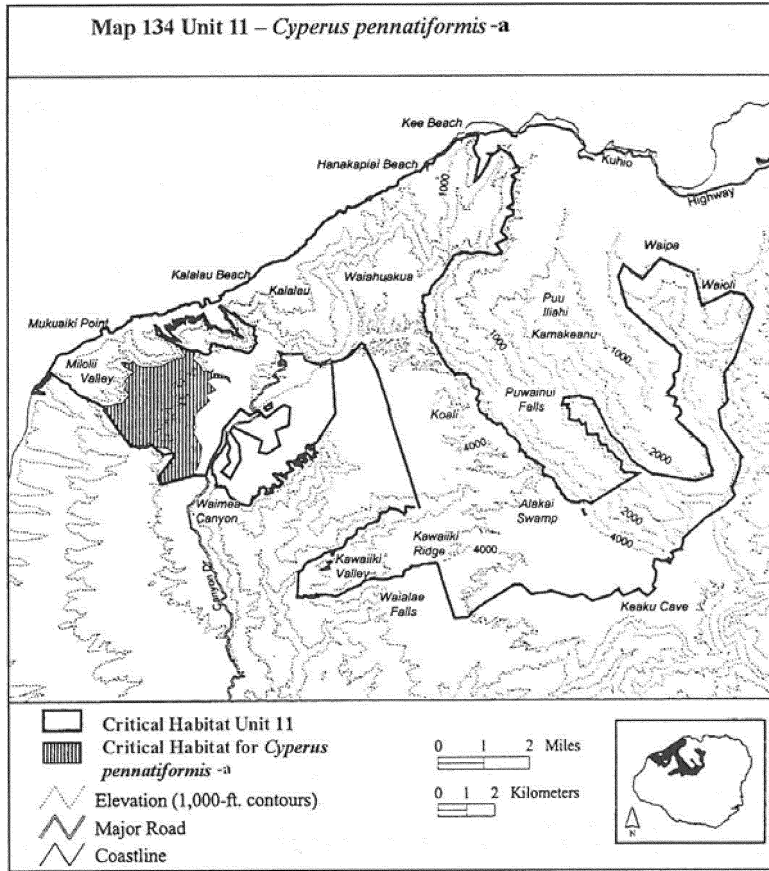 Map 134 Unit 11 – Cyperus pennatiformis -a
Kee Beach
Hanakapiai Beach
Kuhio
Highway
1000
Waipa
Kalalau Beach
Kalalau
Waiahuakua
Waioli
Mukuaiki Point
Puu
Iliahi
Kamakeanu
1000
1000
Milolii
Valley
Puwainui
Falls
Koali
4000
2000
Waimea
Canyon
Alakai
Swamp
2000
4000
Kawaiiki
Ridge
4000
Kawaiiki
Valley
Canyon Dr
Waialae
Falls
Keaku Cave
Critical Habitat Unit 11
Critical Habitat for Cyperus
pennatiformis -a
Elevation (1,000-ft. contours)
Major Road
Coastline
0 1 2 Miles
0 1 2 Kilometers
N